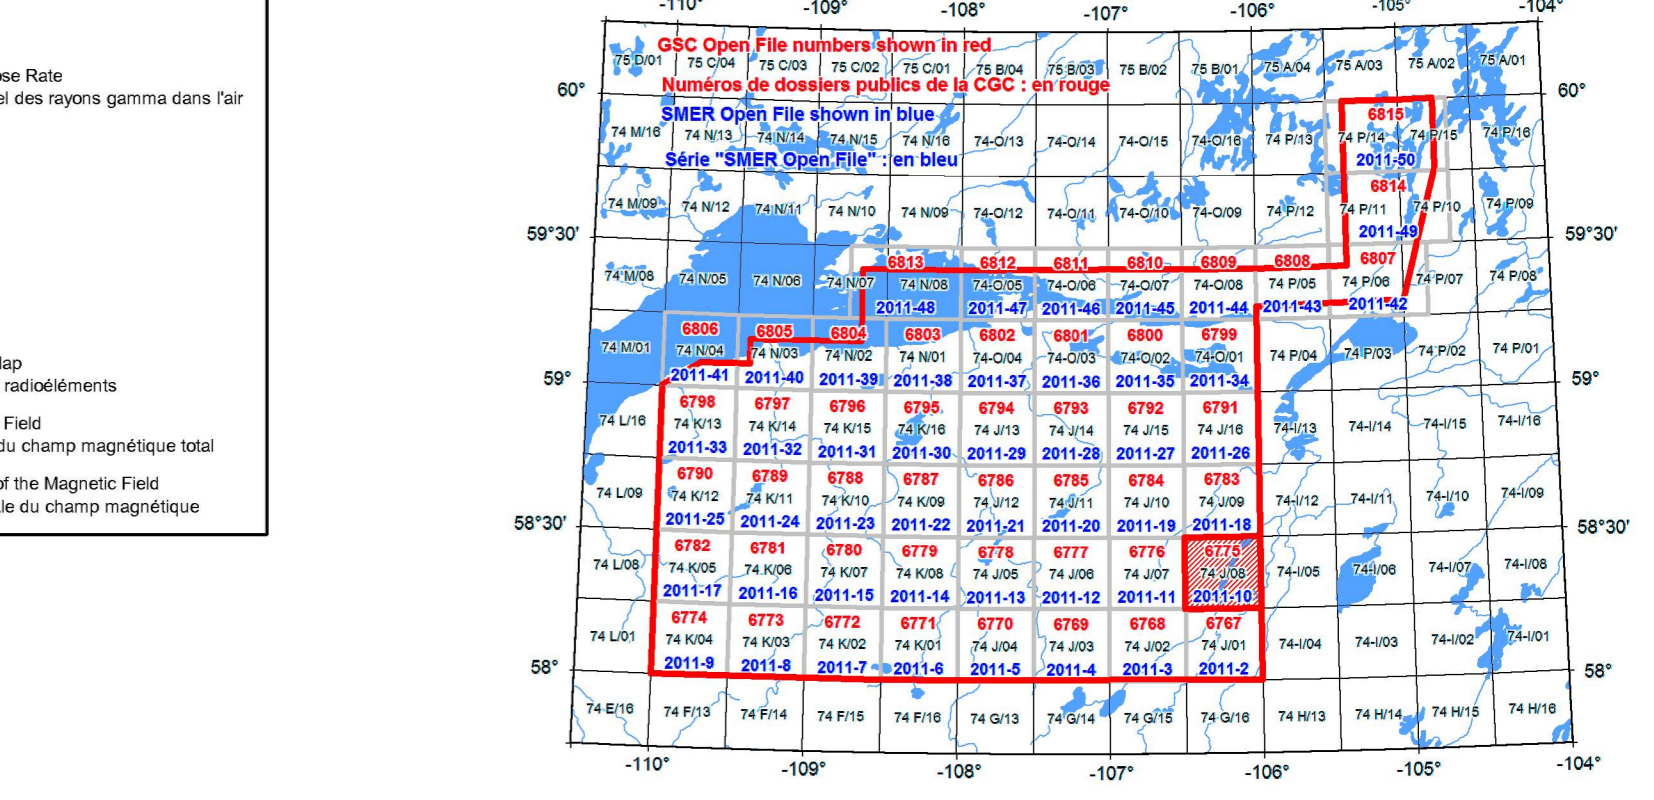 ose Rate
el des rayons gamma dans l'air
Map
radioéléments
Field
du champ magnétique total
of the Magnetic Field
le du champ magnétique
-110° -109° -108° -107° -106° -105° -104°
GSC Open File numbers shown in red
75 D/01 75 C/04 75 C/03 75 C/02 75 C/01 75 B/04 75 B/03 75 B/02 75 B/01 75 A/04 75 A/03 75 A/02 75 A/01
Numéros de dossiers publics de la CGC : en rouge
60° 60°
SMER Open File shown in blue
6815
74 M/16 74 N/13 74 N/14 74 N/15 74 N/16 74-O/13 74-O/14 74-O/15 74-O/16 74 P/13 74 P/14 74 P/15 74 P/16
Série "SMER Open File" : en bleu
2011-50
6814
74 M/09 74 N/12 74 N/11 74 N/10 74 N/09 74-O/12 74-O/11 74-O/10 74-O/09 74 P/12 74 P/11 74 P/10 74 P/09
2011-49
59°30' 59°30'
6813 6812 6811 6810 6809 6808 6807
74 M/08 74 N/05 74 N/06 74 N/07 74 N/08 74-O/05 74-O/06 74-O/07 74-O/08 74 P/05 74 P/06 74 P/07 74 P/08
2011-48 2011-47 2011-46 2011-45 2011-44 2011-43 2011-42
6806 6805 6804 6803 6802 6801 6800 6799
74 M/01 74 N/04 74 N/03 74 N/02 74 N/01 74-O/04 74-O/03 74-O/02 74-O/01 74 P/04 74 P/03 74 P/02 74 P/01
2011-41 2011-40 2011-39 2011-38 2011-37 2011-36 2011-35 2011-34
59° 59°
6798 6797 6796 6795 6794 6793 6792 6791
74 L/16 74 K/13 74 K/14 74 K/15 74 K/16 74 J/13 74 J/14 74 J/15 74 J/16 74-I/13 74-I/14 74-I/15 74-I/16
2011-33 2011-32 2011-31 2011-30 2011-29 2011-28 2011-27 2011-26
6790 6789 6788 6787 6786 6785 6784 6783
74 L/09 74 K/12 74 K/11 74 K/10 74 K/09 74 J/12 74 J/11 74 J/10 74 J/09 74-I/12 74-I/11 74-I/10 74-I/09
2011-25 2011-24 2011-23 2011-22 2011-21 2011-20 2011-19 2011-18
58°30' 58°30'
6782 6781 6780 6779 6778 6777 6776 6775
74 L/08 74 K/05 74 K/06 74 K/07 74 K/08 74 J/05 74 J/06 74 J/07 74 J/08 74-I/05 74-I/06 74-I/07 74-I/08
2011-17 2011-16 2011-15 2011-14 2011-13 2011-12 2011-11 2011-10
6774 6773 6772 6771 6770 6769 6768 6767
74 L/01 74 K/04 74 K/03 74 K/02 74 K/01 74 J/04 74 J/03 74 J/02 74 J/01 74-I/04 74-I/03 74-I/02 74-I/01
2011-9 2011-8 2011-7 2011-6 2011-5 2011-4 2011-3 2011-2
58° 58°
74 E/16 74 F/13 74 F/14 74 F/15 74 F/16 74 G/13 74 G/14 74 G/15 74 G/16 74 H/13 74 H/14 74 H/15 74 H/16
-110° -109° -108° -107° -106° -105° -104°